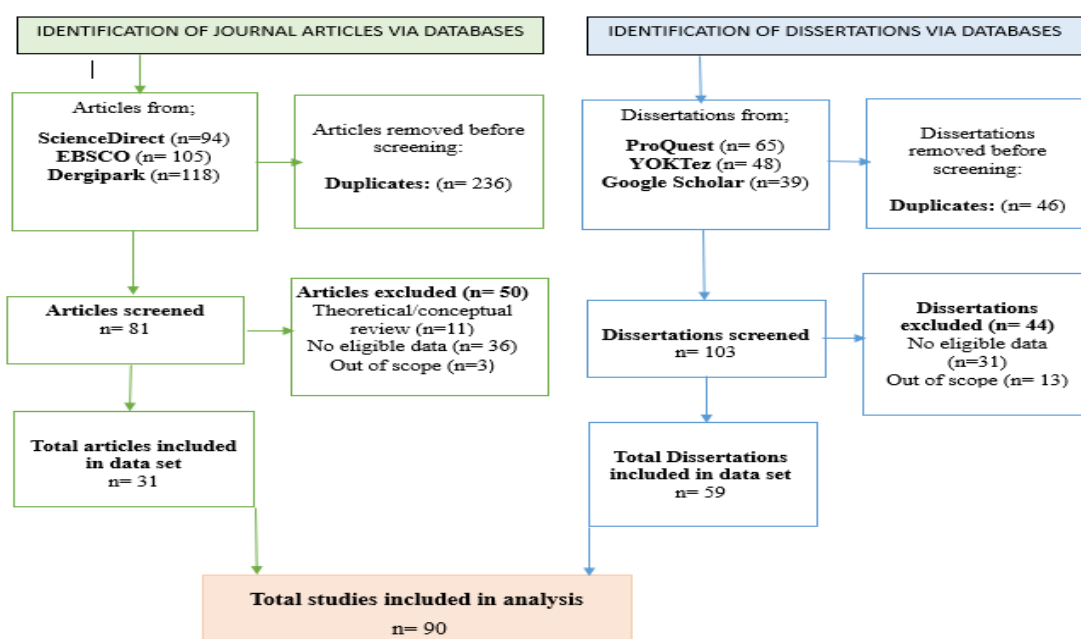 IDENTIFICATION OF JOURNAL ARTICLES VIA DATABASES
Articles from;
ScienceDirect (n=94)
EBSCO (n= 105)
Dergipark (n=118)
Articles removed before
screening:
Duplicates: (n= 236)
Articles screened
n= 81
Articles excluded (n= 50)
Theoretical/conceptual
review (n=11)
No eligible data (n= 36)
Out of scope (n=3)
Total articles included
in data set
n= 31
IDENTIFICATION OF DISSERTATIONS VIA DATABASES
Dissertations from;
ProQuest (n= 65)
YOKTez (n= 48)
Google Scholar (n=39)
Dissertations
removed before
screening:
Duplicates: (n= 46)
Dissertations screened
n= 103
Dissertations
excluded (n= 44)
No eligible data
(n=31)
Out of scope (n= 13)
Total Dissertations
included in data set
n= 59
Total studies included in analysis
n= 90